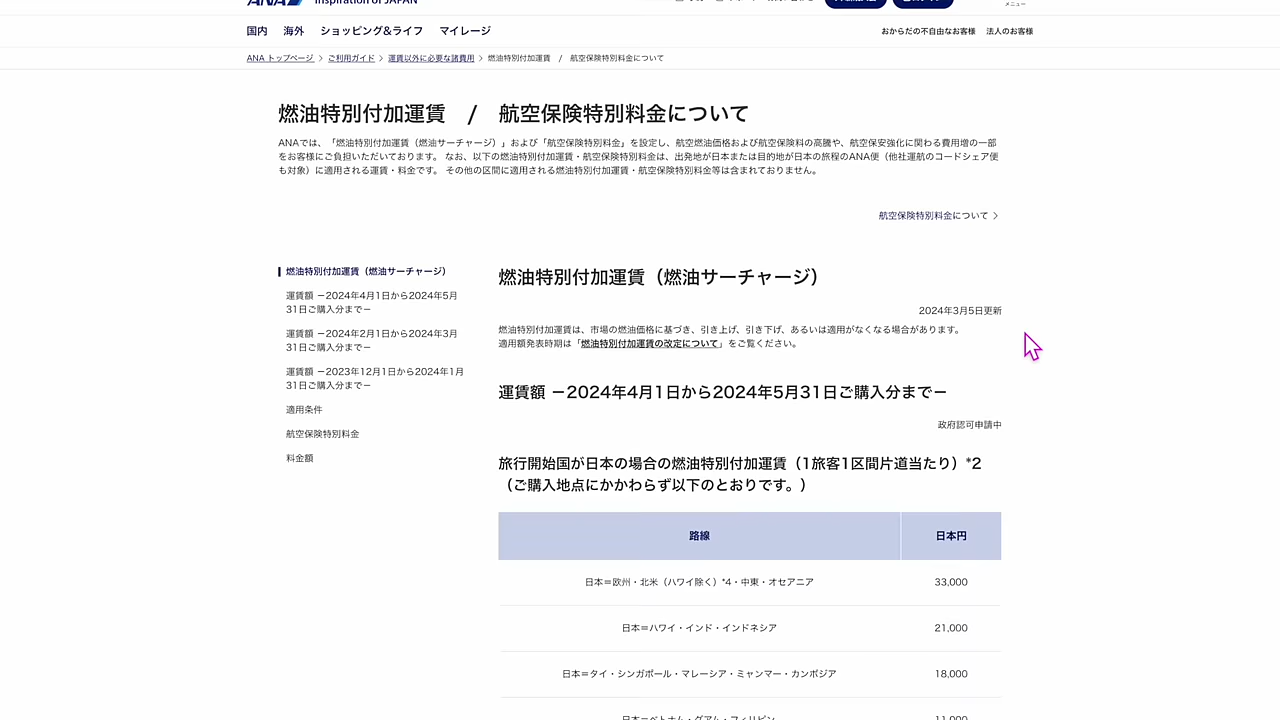 ANA Inspiration of JAPAN
メニュー
国内 海外 ショッピング&ライフ マイレージ
おからだの不自由なお客様 法人のお客様
ANA トップページ > ご利用ガイド > 運賃以外に必要な諸費用 > 燃油特別付加運賃 / 航空保険特別料金について
燃油特別付加運賃 / 航空保険特別料金について
ANAでは、「燃油特別付加運賃（燃油サーチャージ）」および「航空保険特別料金」を設定し、航空燃油価格および航空保険料の高騰や、航空保安強化に関わる費用増の一部
をお客様にご負担いただいております。 なお、以下の燃油特別付加運賃・航空保険特別料金は、出発地が日本または目的地が日本の旅程のANA便（他社運航のコードシェア便
も対象）に適用される運賃・料金です。 その他の区間に適用される燃油特別付加運賃・航空保険特別料金等は含まれておりません。
航空保険特別料金について >
燃油特別付加運賃（燃油サーチャージ）
運賃額 －2024年4月1日から2024年5月
31日ご購入分まで－
運賃額 －2024年2月1日から2024年3月
31日ご購入分まで－
運賃額 －2023年12月1日から2024年1月
31日ご購入分まで－
適用条件
航空保険特別料金
料金額
燃油特別付加運賃（燃油サーチャージ）
2024年3月5日更新
燃油特別付加運賃は、市場の燃油価格に基づき、引き上げ、引き下げ、あるいは適用がなくなる場合があります。
適用額発表時期は「燃油特別付加運賃の改定について」をご覧ください。
運賃額 －2024年4月1日から2024年5月31日ご購入分まで－
政府認可申請中
旅行開始国が日本の場合の燃油特別付加運賃（1旅客1区間片道当たり）*2
（ご購入地点にかかわらず以下のとおりです。）
路線 日本円
日本＝欧州・北米（ハワイ除く）*4・中東・オセアニア 33,000
日本＝ハワイ・インド・インドネシア 21,000
日本＝タイ・シンガポール・マレーシア・ミャンマー・カンボジア 18,000
日本＝ベトナム・グアム・フィリピン 11,000